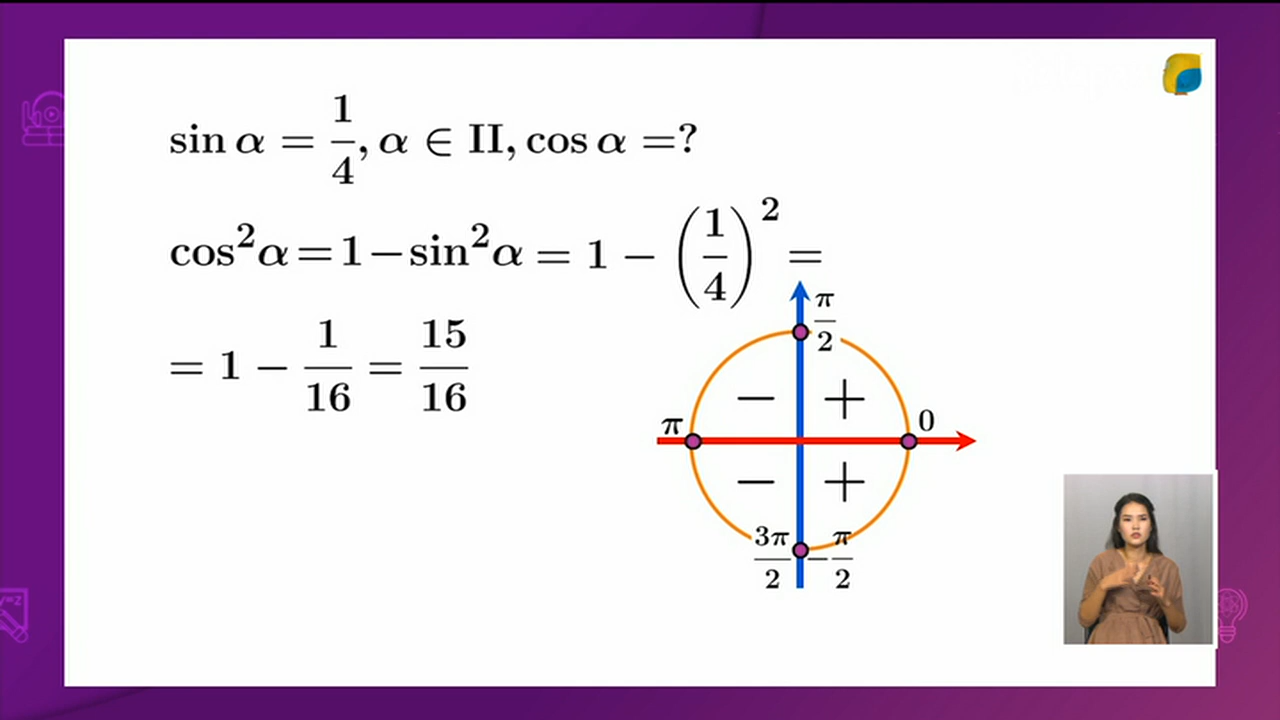 sin α = 1/4, α ∈ II, cos α =?
cos²α = 1 − sin²α = 1 − (1/4)² =
= 1 − 1/16 = 15/16
π/2
− +
π 0
− +
3π/2 −π/2